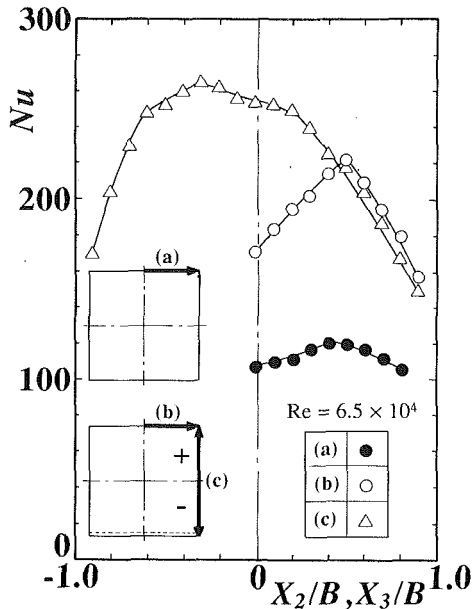 300
Nu
200
(a)
100
Re = 6.5 × 10⁴
(b)
+
(c)
-
(a)
(b)
(c)
0
-1.0
0
1.0
X₂/B, X₃/B